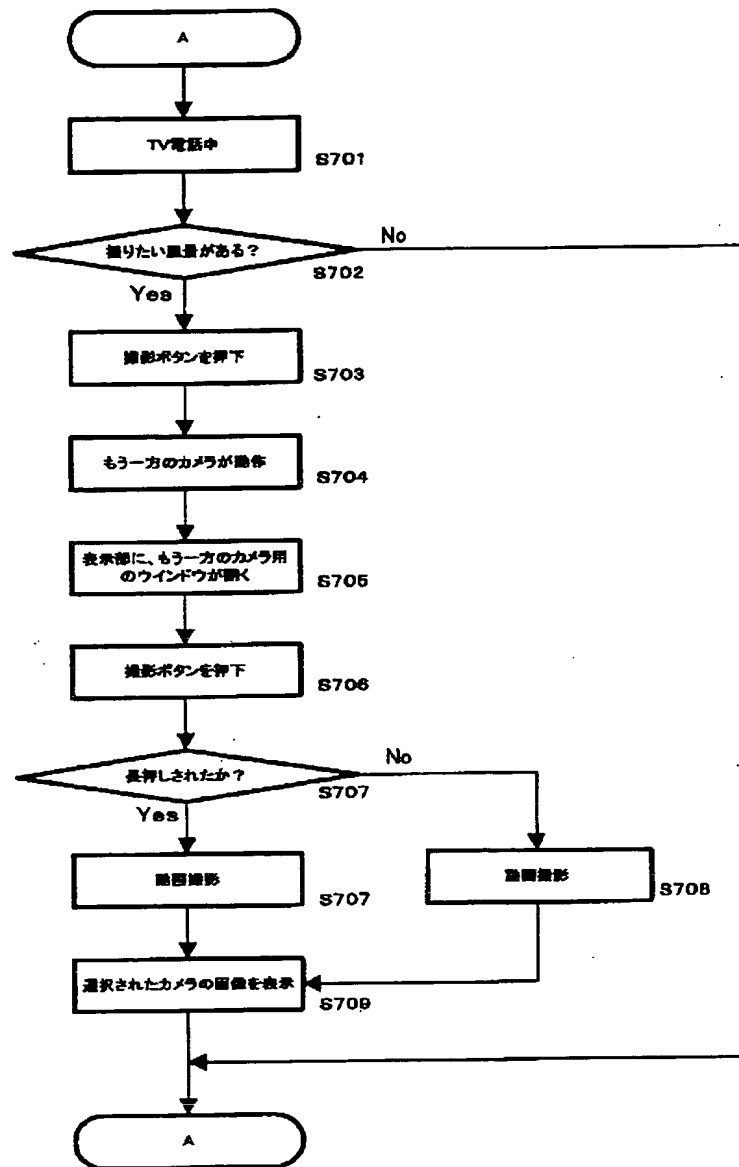 A
TV電話中
S701
撮りたい風景がある？
No
S702
Yes
撮影ボタンを押下
S703
もう一方のカメラが動作
S704
表示部に、もう一方のカメラ用
のウインドウが開く
S705
撮影ボタンを押下
S706
長押しされたか？
No
S707
Yes
動画撮影
S707
動画撮影
S708
選択されたカメラの画像を表示
S709
A